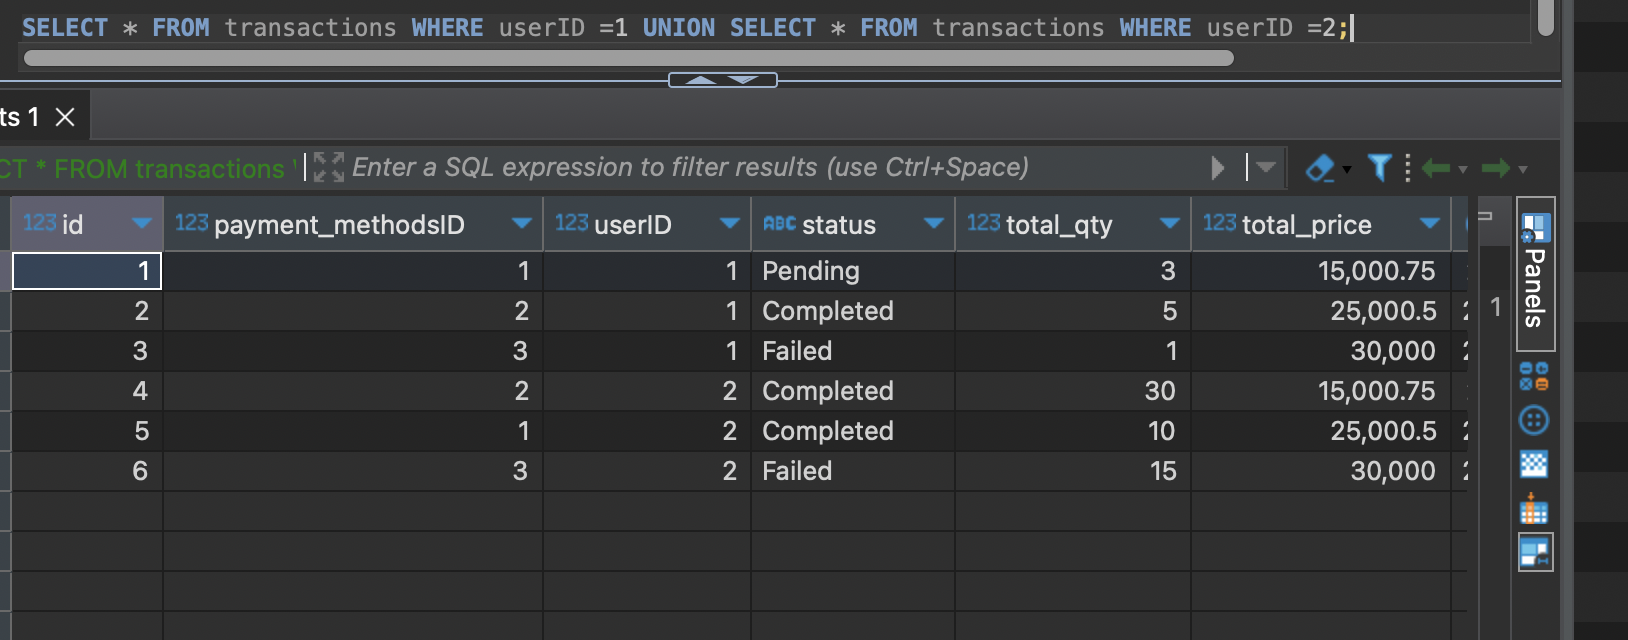 SELECT * FROM transactions WHERE userID =1 UNION SELECT * FROM transactions WHERE userID =2;
ts 1
CT * FROM transactions Enter a SQL expression to filter results (use Ctrl+Space)
123 id 123 payment_methodsID 123 userID ABC status 123 total_qty 123 total_price
1 1 1 Pending 3 15,000.75
2 2 1 Completed 5 25,000.5
3 3 1 Failed 1 30,000
4 2 2 Completed 30 15,000.75
5 1 2 Completed 10 25,000.5
6 3 2 Failed 15 30,000
1
Panels